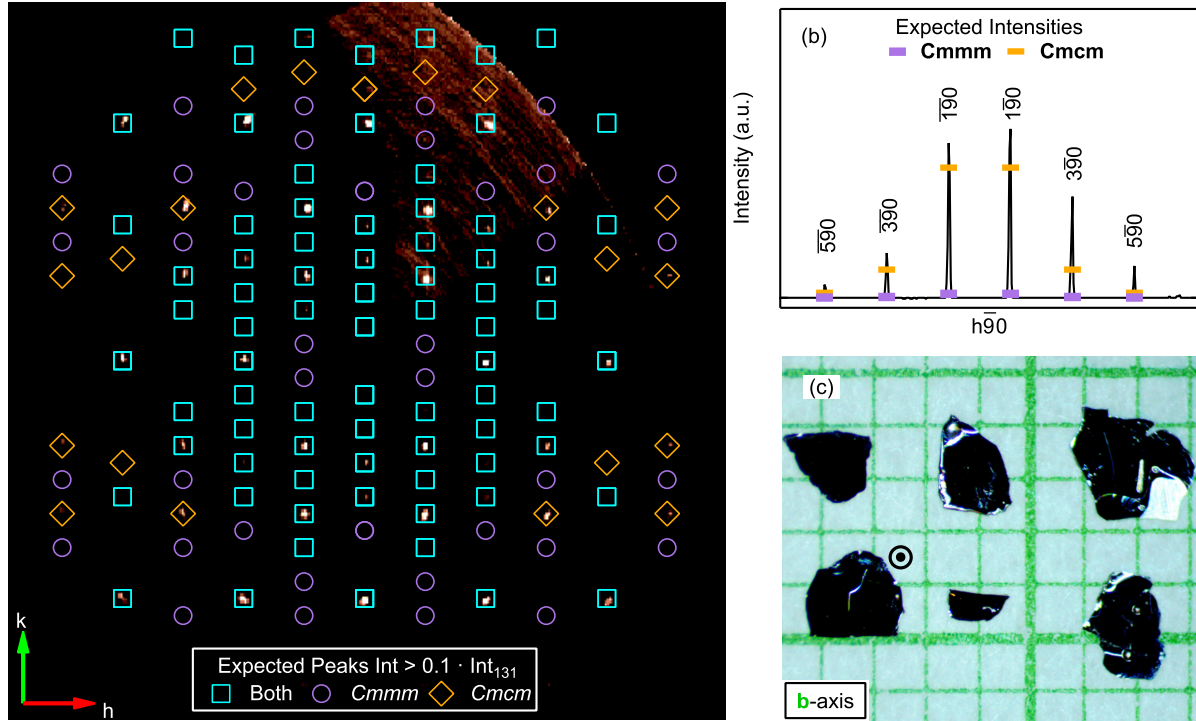 k
h
Expected Peaks Int > 0.1 · Int₁₃₁
Both Cmmm Cmcm
(b)
Expected Intensities
Cmmm Cmcm
Intensity (a.u.)
5̅9̅0
3̅9̅0
1̅9̅0
19̅0
39̅0
59̅0
h9̅0
(c)
b-axis